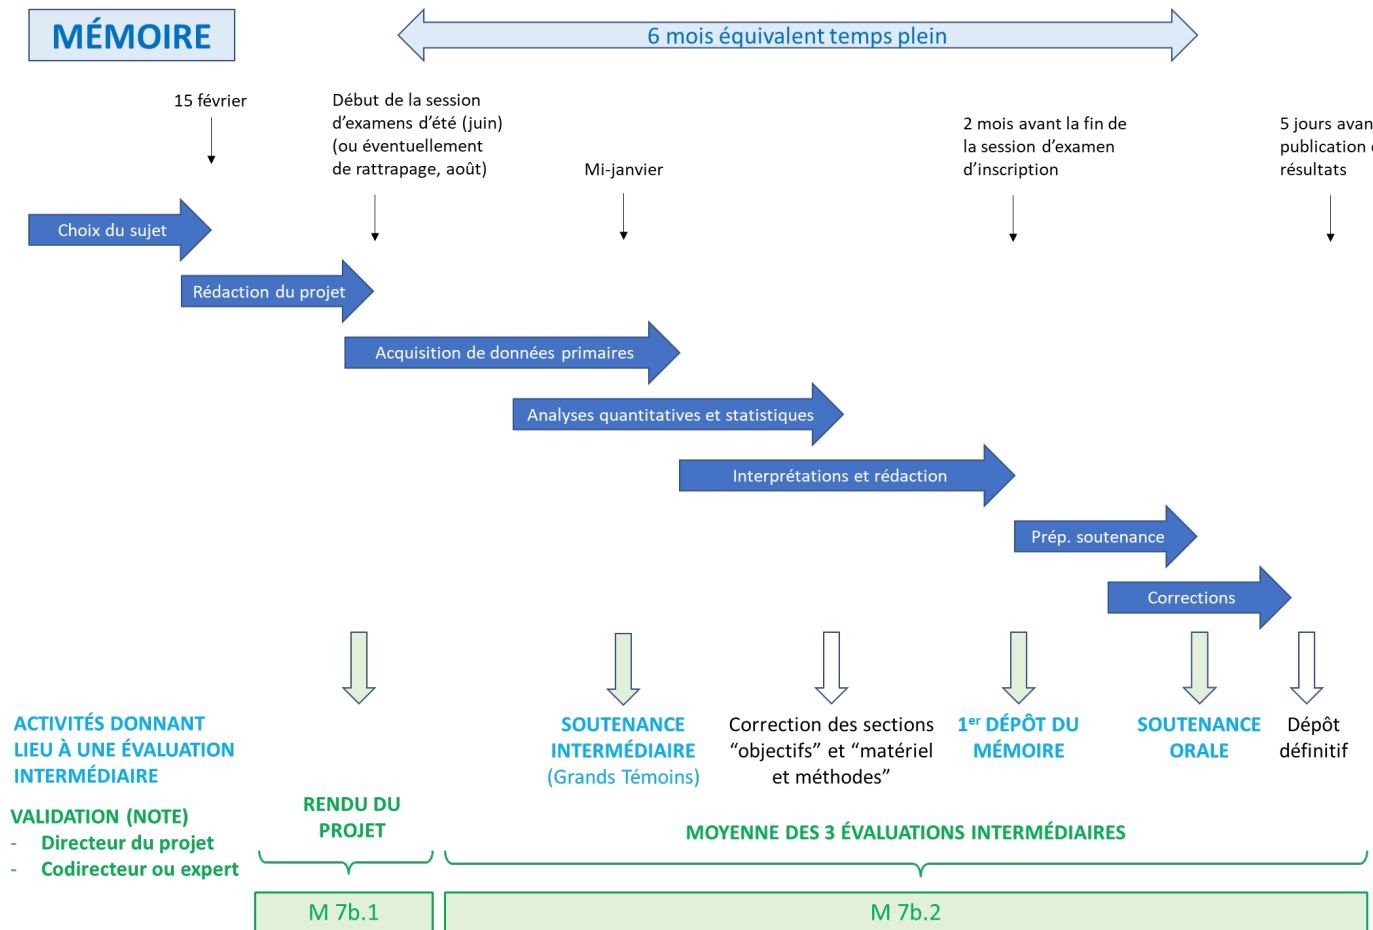 MÉMOIRE
6 mois équivalent temps plein
15 février
Début de la session
d’examens d’été (juin)
(ou éventuellement
de rattrapage, août)
Mi-janvier
2 mois avant la fin de
la session d’examen
d’inscription
5 jours avan
publication
résultats
Choix du sujet
Rédaction du projet
Acquisition de données primaires
Analyses quantitatives et statistiques
Interprétations et rédaction
Prép. soutenance
Corrections
ACTIVITÉS DONNANT
LIEU À UNE ÉVALUATION
INTERMÉDIAIRE
SOUTENANCE
INTERMÉDIAIRE
(Grands Témoins)
Correction des sections
“objectifs” et “matériel
et méthodes”
1er DÉPÔT DU
MÉMOIRE
SOUTENANCE
ORALE
Dépôt
définitif
VALIDATION (NOTE)
- Directeur du projet
- Codirecteur ou expert
RENDU DU
PROJET
MOYENNE DES 3 ÉVALUATIONS INTERMÉDIAIRES
M 7b.1
M 7b.2